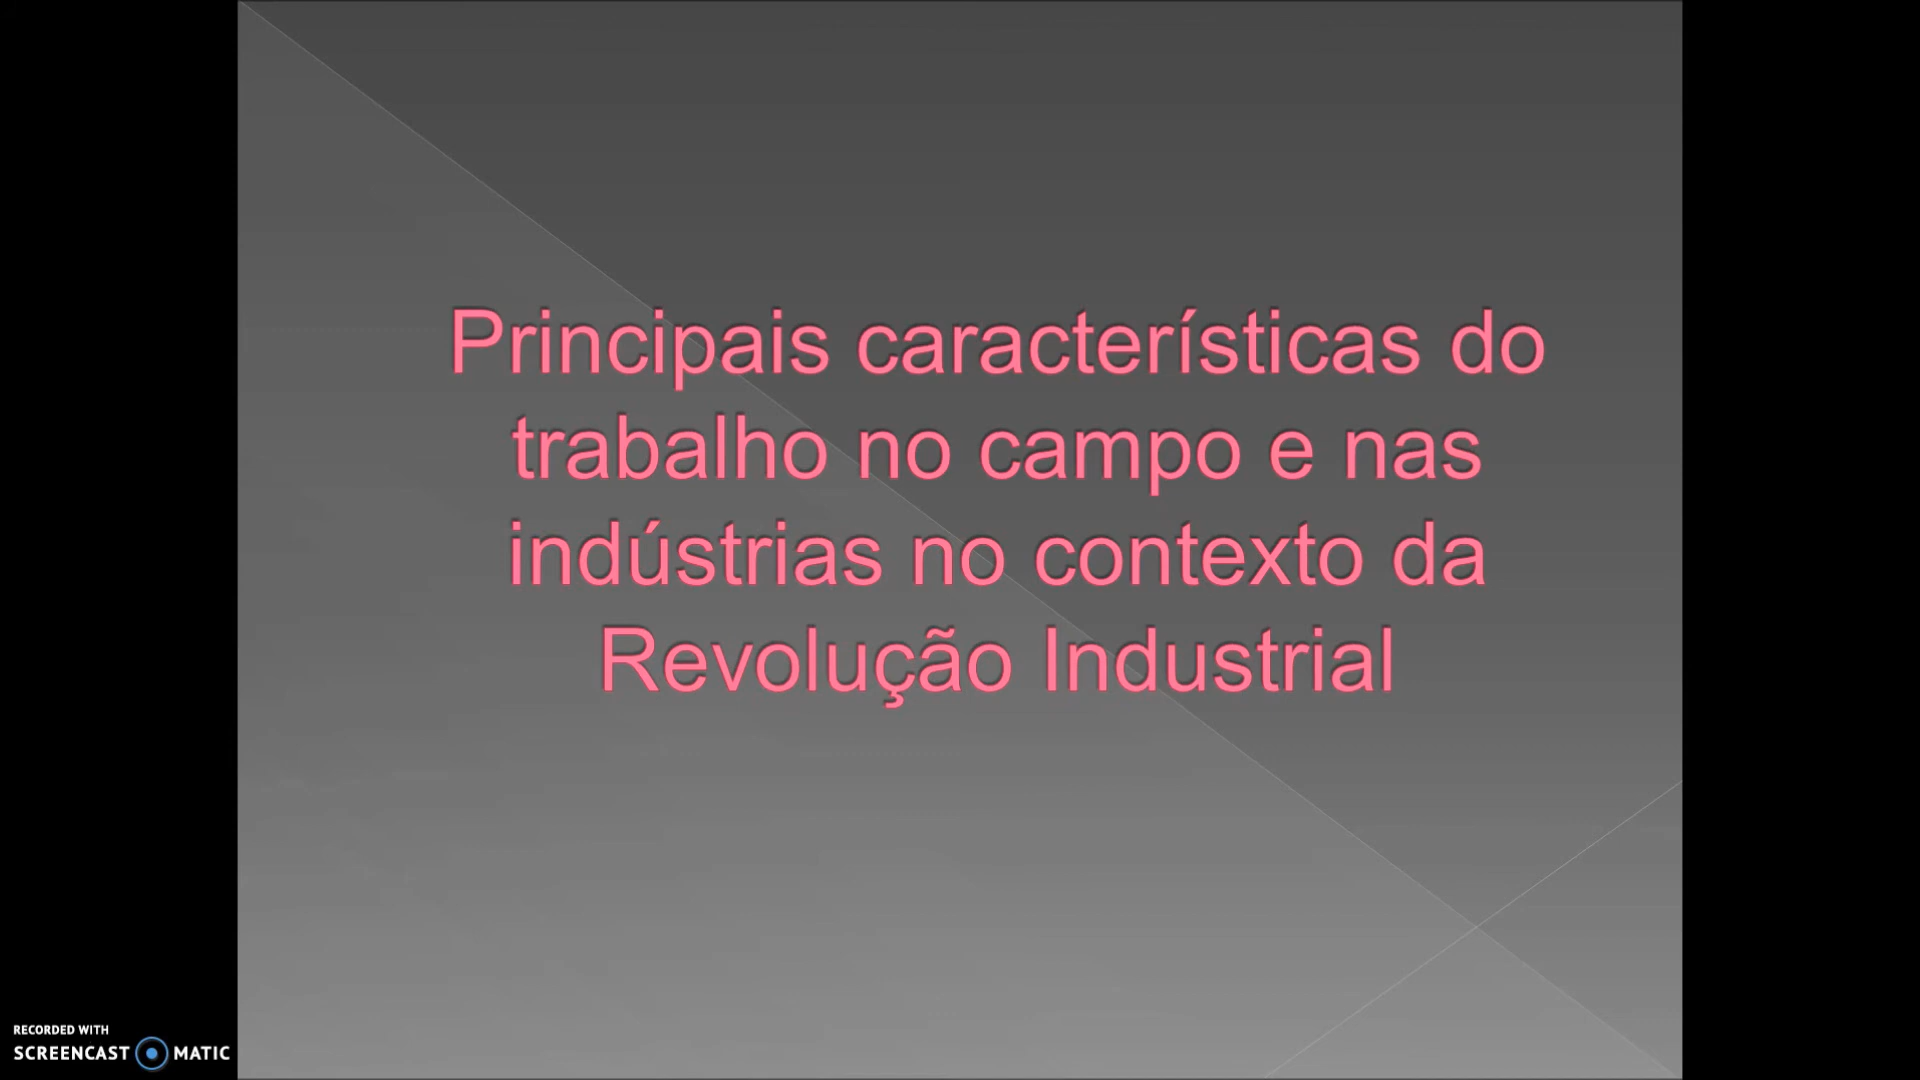 Principais características do
trabalho no campo e nas
indústrias no contexto da
Revolução Industrial
RECORDED WITH
SCREENCAST MATIC